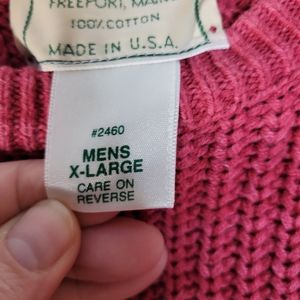 FREEPORT, MAINE
100% COTTON
MADE IN U.S.A.
#2460
MENS
X-LARGE
CARE ON
REVERSE